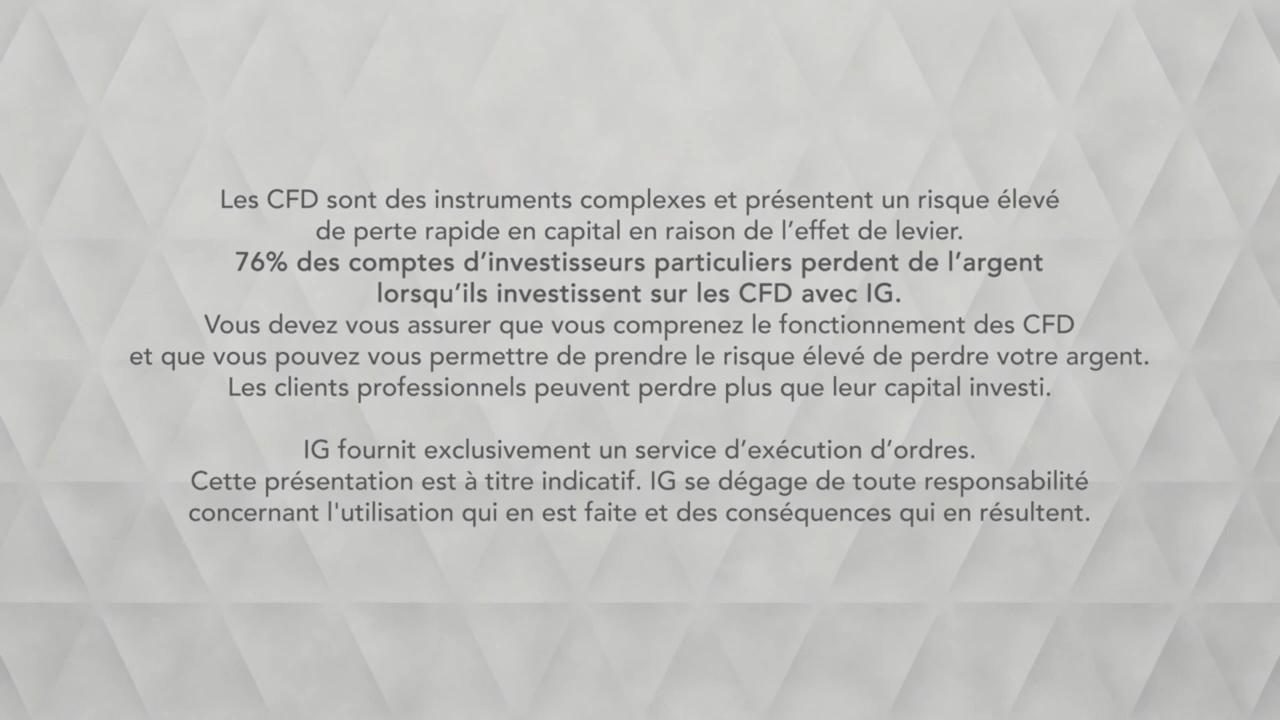 Les CFD sont des instruments complexes et présentent un risque élevé
de perte rapide en capital en raison de l’effet de levier.
76% des comptes d’investisseurs particuliers perdent de l’argent
lorsqu’ils investissent sur les CFD avec IG.
Vous devez vous assurer que vous comprenez le fonctionnement des CFD
et que vous pouvez vous permettre de prendre le risque élevé de perdre votre argent.
Les clients professionnels peuvent perdre plus que leur capital investi.
IG fournit exclusivement un service d’exécution d’ordres.
Cette présentation est à titre indicatif. IG se dégage de toute responsabilité
concernant l'utilisation qui en est faite et des conséquences qui en résultent.